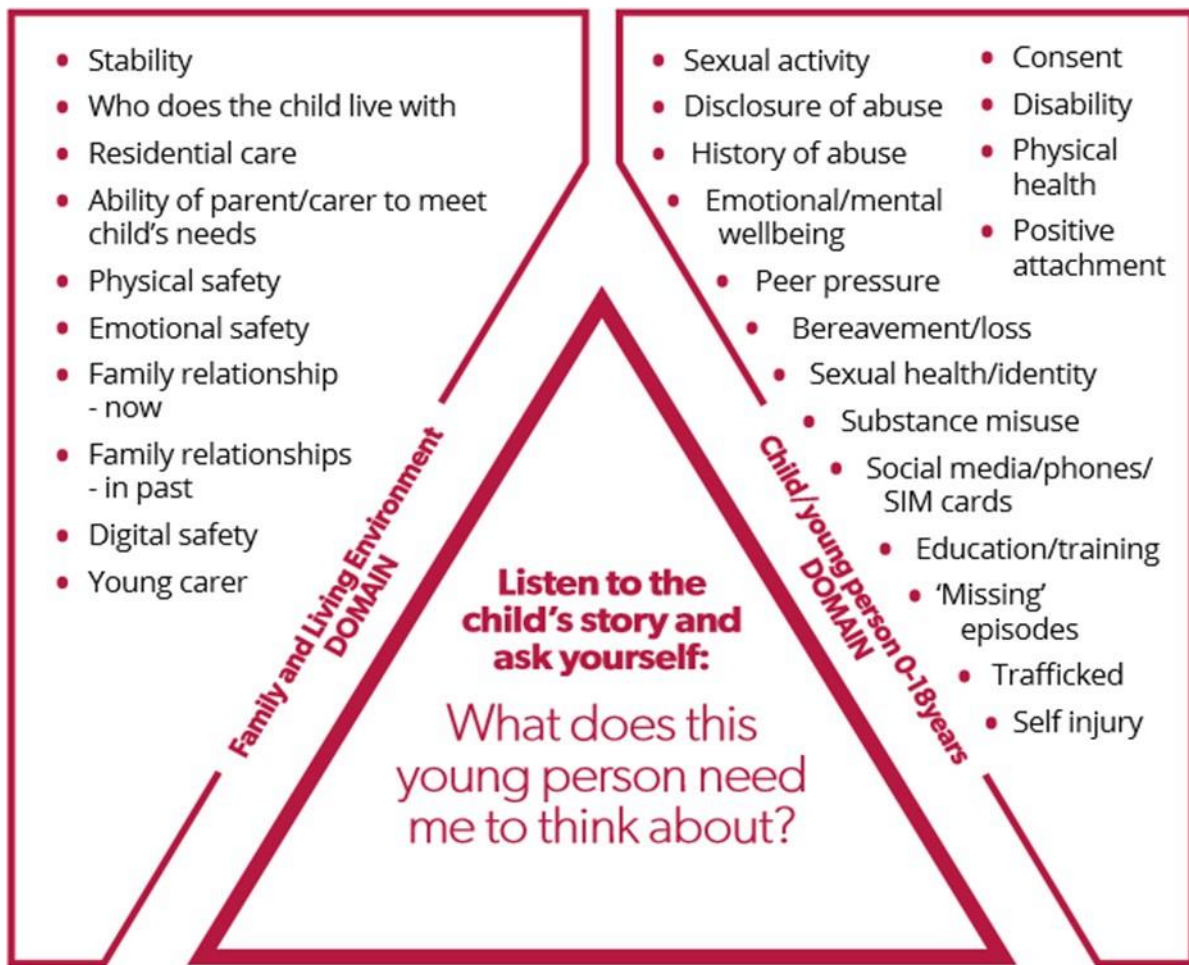 • Stability
• Who does the child live with
• Residential care
• Ability of parent/carer to meet
child's needs
• Physical safety
• Emotional safety
• Family relationship
- now
• Family relationships
- in past
• Digital safety
• Young carer
Family and Living Environment
DOMAIN
Listen to the
child's story and
ask yourself:
What does this
young person need
me to think about?
• Sexual activity
• Disclosure of abuse
• History of abuse
• Emotional/mental
wellbeing
• Peer pressure
• Bereavement/loss
• Sexual health/identity
• Substance misuse
• Social media/phones/
SIM cards
• Education/training
• 'Missing'
episodes
• Trafficked
• Self injury
• Consent
• Disability
• Physical
health
• Positive
attachment
Child/young person 0-18years
DOMAIN